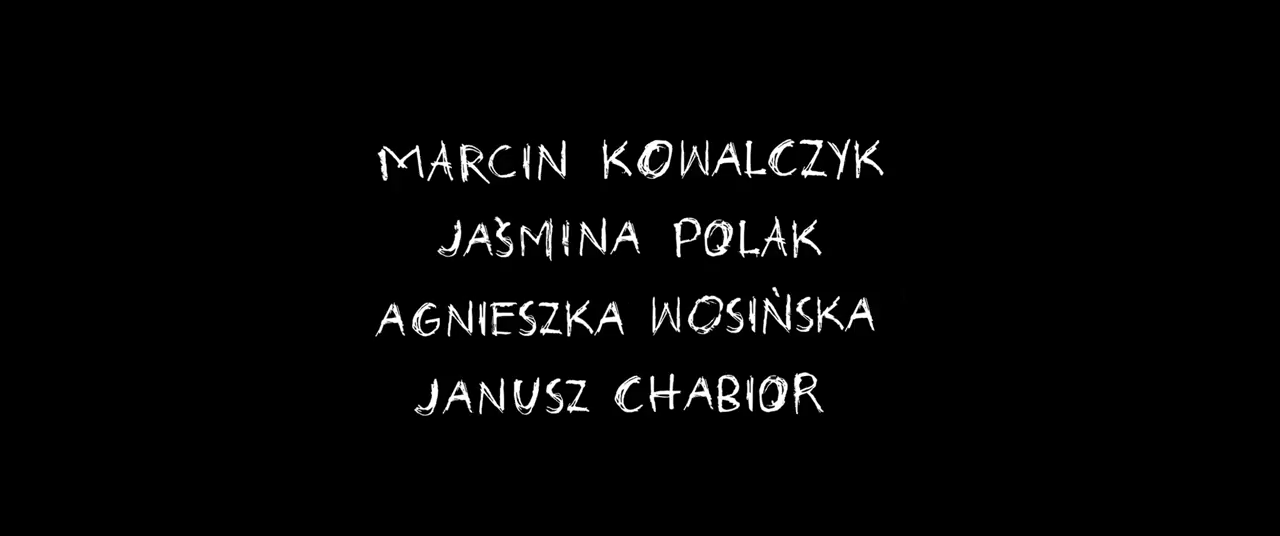 MARCIN KOWALCZYK
JAŚMINA POLAK
AGNIESZKA WOSIŃSKA
JANUSZ CHABIOR